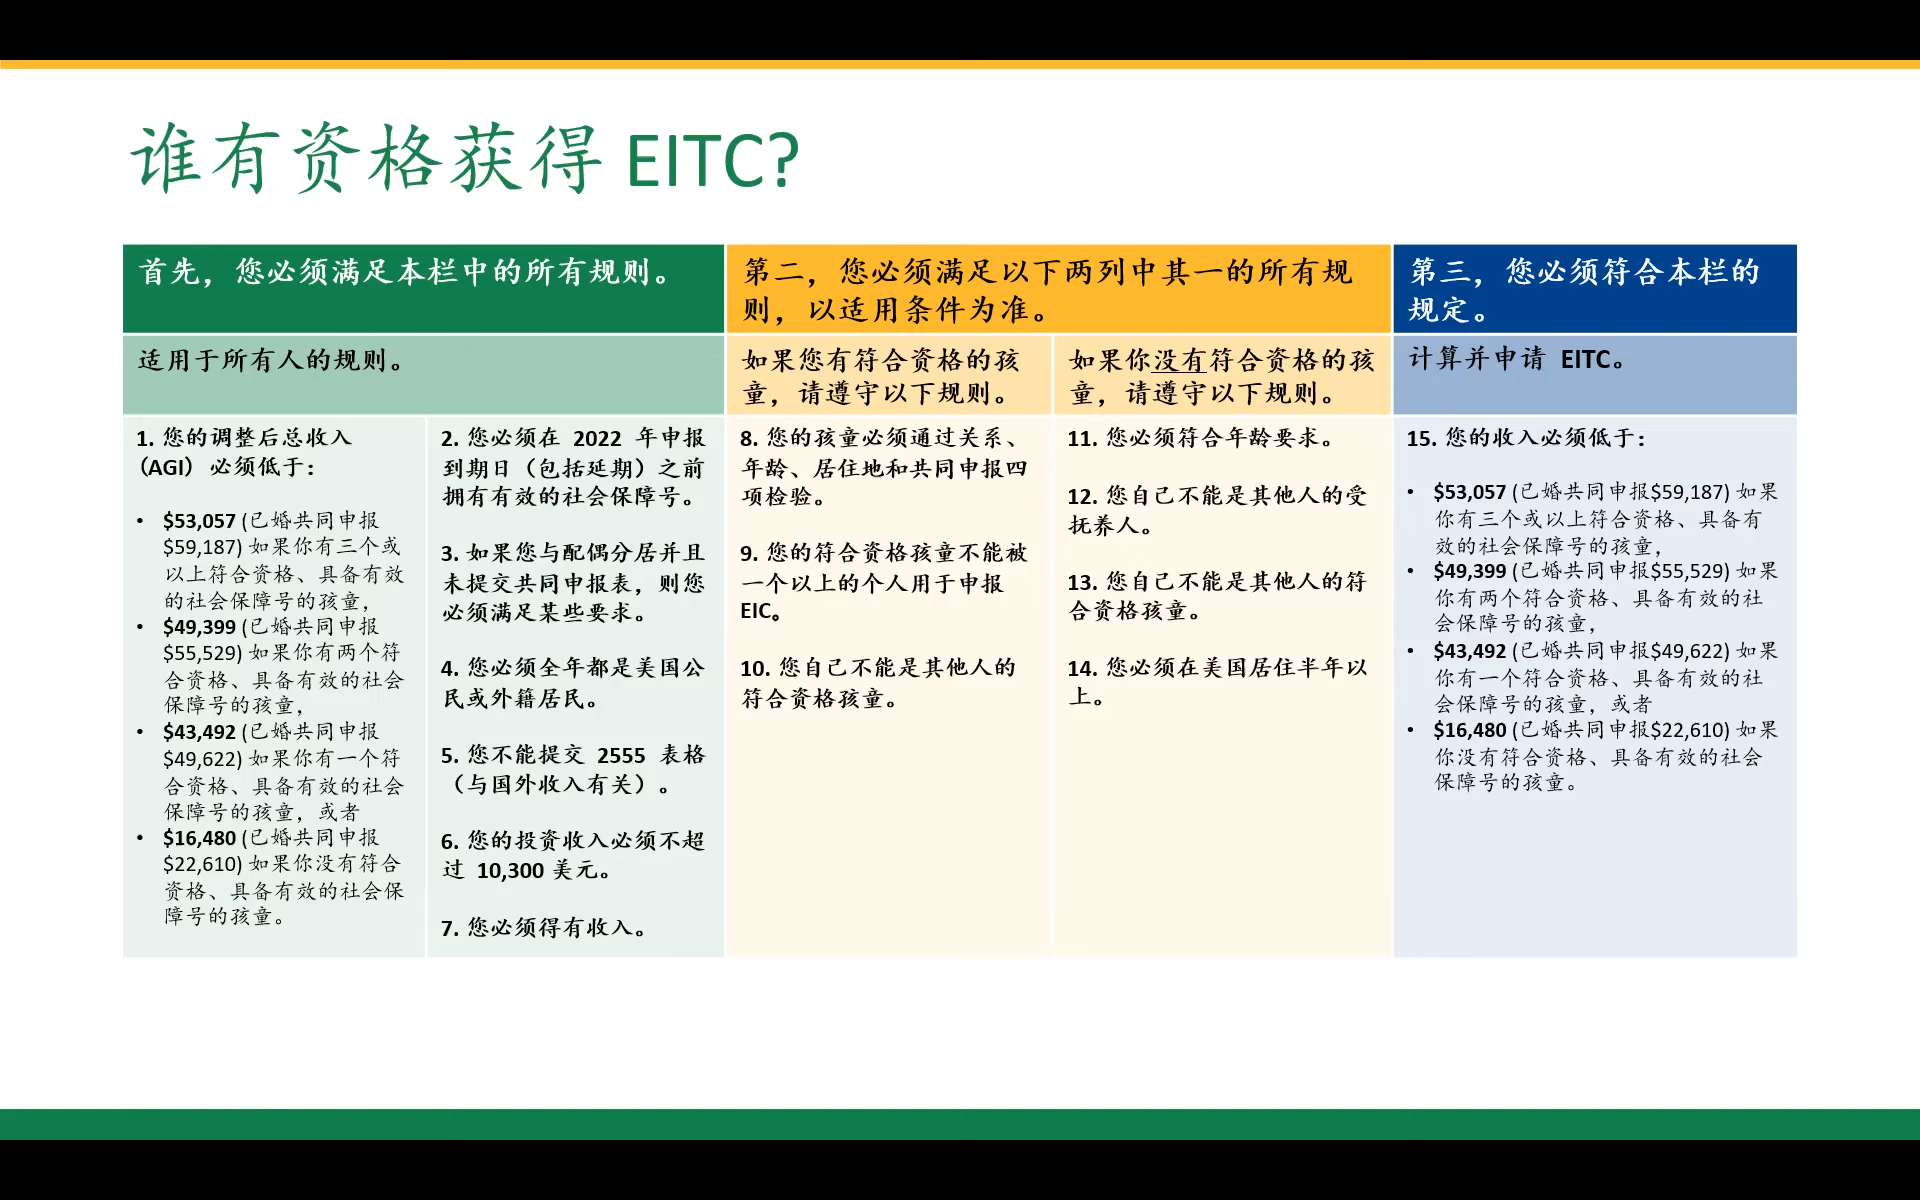 谁有资格获得 EITC?
首先，您必须满足本栏中的所有规则。
第二，您必须满足以下两列中其一的所有规
则，以适用条件为准。
第三，您必须符合本栏的
规定。
适用于所有人的规则。
如果您有符合资格的孩
童，请遵守以下规则。
如果你没有符合资格的孩
童，请遵守以下规则。
计算并申请 EITC。
1. 您的调整后总收入
（AGI）必须低于：
• $53,057 (已婚共同申报
$59,187) 如果你有三个或
以上符合资格、具备有效
的社会保障号的孩童，
• $49,399 (已婚共同申报
$55,529) 如果你有两个符
合资格、具备有效的社会
保障号的孩童，
• $43,492 (已婚共同申报
$49,622) 如果你有一个符
合资格、具备有效的社会
保障号的孩童，或者
• $16,480 (已婚共同申报
$22,610) 如果你没有符合
资格、具备有效的社会保
障号的孩童。
2. 您必须在 2022 年申报
到期日（包括延期）之前
拥有有效的社会保障号。
3. 如果您与配偶分居并且
未提交共同申报表，则您
必须满足某些要求。
4. 您必须全年都是美国公
民或外籍居民。
5. 您不能提交 2555 表格
（与国外收入有关）。
6. 您的投资收入必须不超
过 10,300 美元。
7. 您必须得有收入。
8. 您的孩童必须通过关系、
年龄、居住地和共同申报四
项检验。
9. 您的符合资格孩童不能被
一个以上的个人用于申报
EIC。
10. 您自己不能是其他人的
符合资格孩童。
11. 您必须符合年龄要求。
12. 您自己不能是其他人的受
抚养人。
13. 您自己不能是其他人的符
合资格孩童。
14. 您必须在美国居住半年以
上。
15. 您的收入必须低于：
• $53,057 (已婚共同申报$59,187) 如果
你有三个或以上符合资格、具备有
效的社会保障号的孩童，
• $49,399 (已婚共同申报$55,529) 如果
你有两个符合资格、具备有效的社
会保障号的孩童，
• $43,492 (已婚共同申报$49,622) 如果
你有一个符合资格、具备有效的社
会保障号的孩童，或者
• $16,480 (已婚共同申报$22,610) 如果
你没有符合资格、具备有效的社会
保障号的孩童。